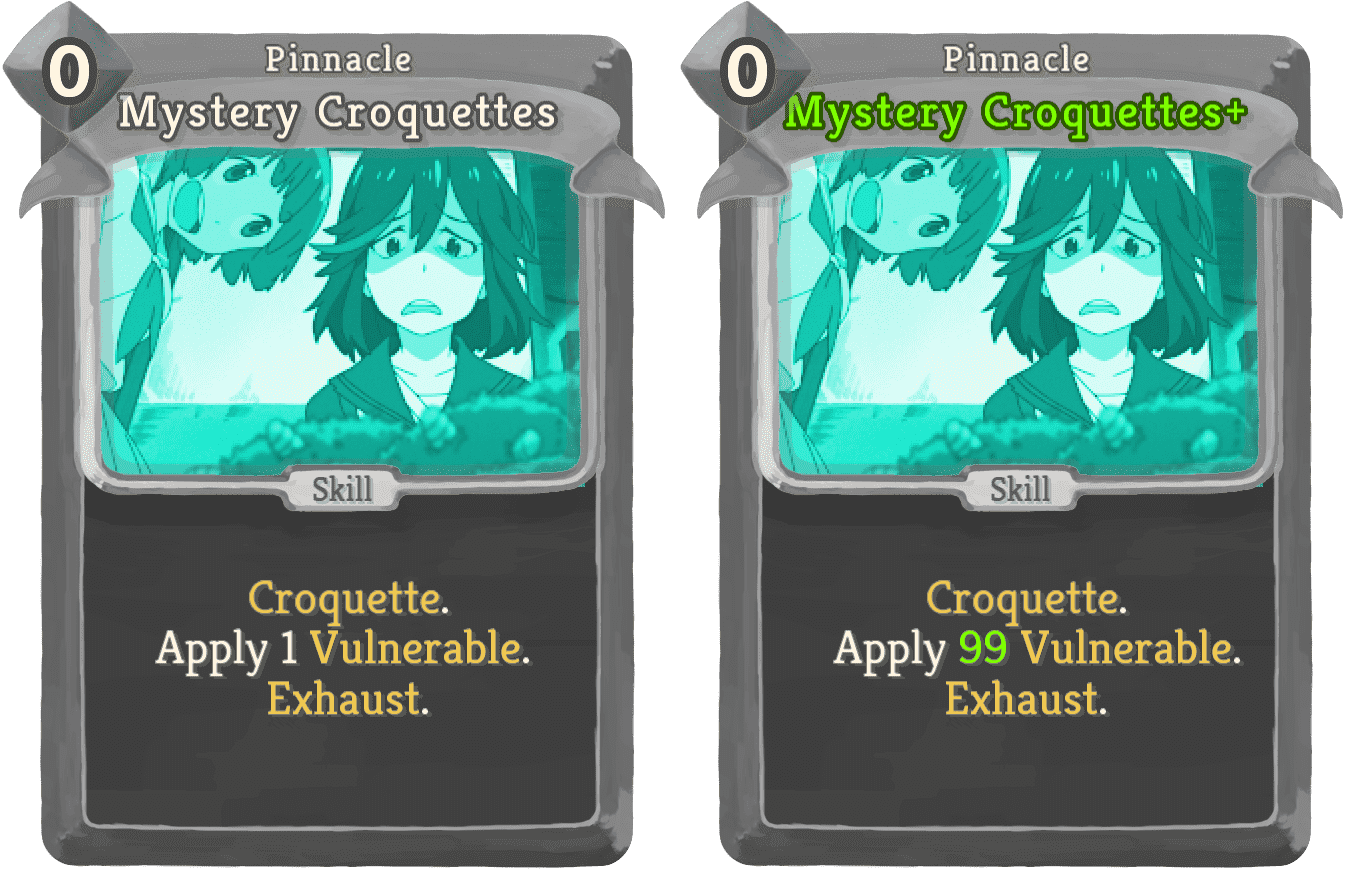 0
Pinnacle
Mystery Croquettes
Skill
Croquette.
Apply 1 Vulnerable.
Exhaust.
0
Pinnacle
Mystery Croquettes+
Skill
Croquette.
Apply 99 Vulnerable.
Exhaust.